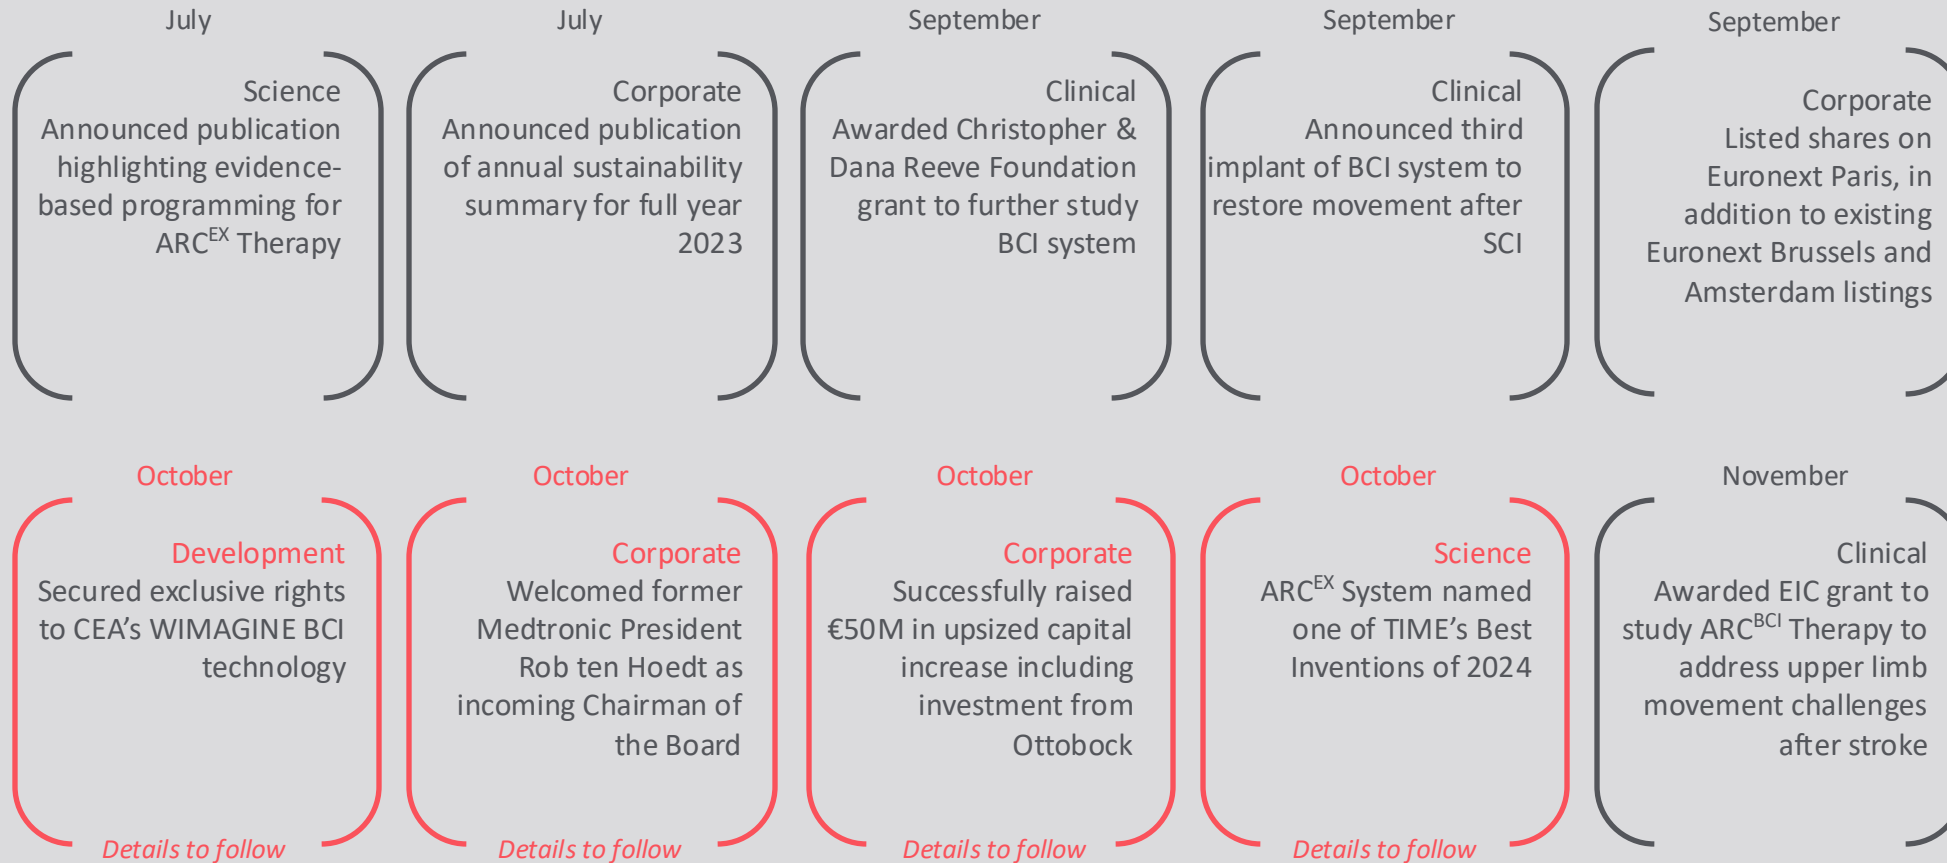 July
Science
Announced publication
highlighting evidence-
based programming for
ARC^EX Therapy
July
Corporate
Announced publication
of annual sustainability
summary for full year
2023
September
Clinical
Awarded Christopher &
Dana Reeve Foundation
grant to further study
BCI system
September
Clinical
Announced third
implant of BCI system to
restore movement after
SCI
September
Corporate
Listed shares on
Euronext Paris, in
addition to existing
Euronext Brussels and
Amsterdam listings
October
Development
Secured exclusive rights
to CEA’s WIMAGINE BCI
technology
Details to follow
October
Corporate
Welcomed former
Medtronic President
Rob ten Hoedt as
incoming Chairman of
the Board
Details to follow
October
Corporate
Successfully raised
€50M in upsized capital
increase including
investment from
Ottobock
Details to follow
October
Science
ARC^EX System named
one of TIME’s Best
Inventions of 2024
Details to follow
November
Clinical
Awarded EIC grant to
study ARC^BCI Therapy to
address upper limb
movement challenges
after stroke